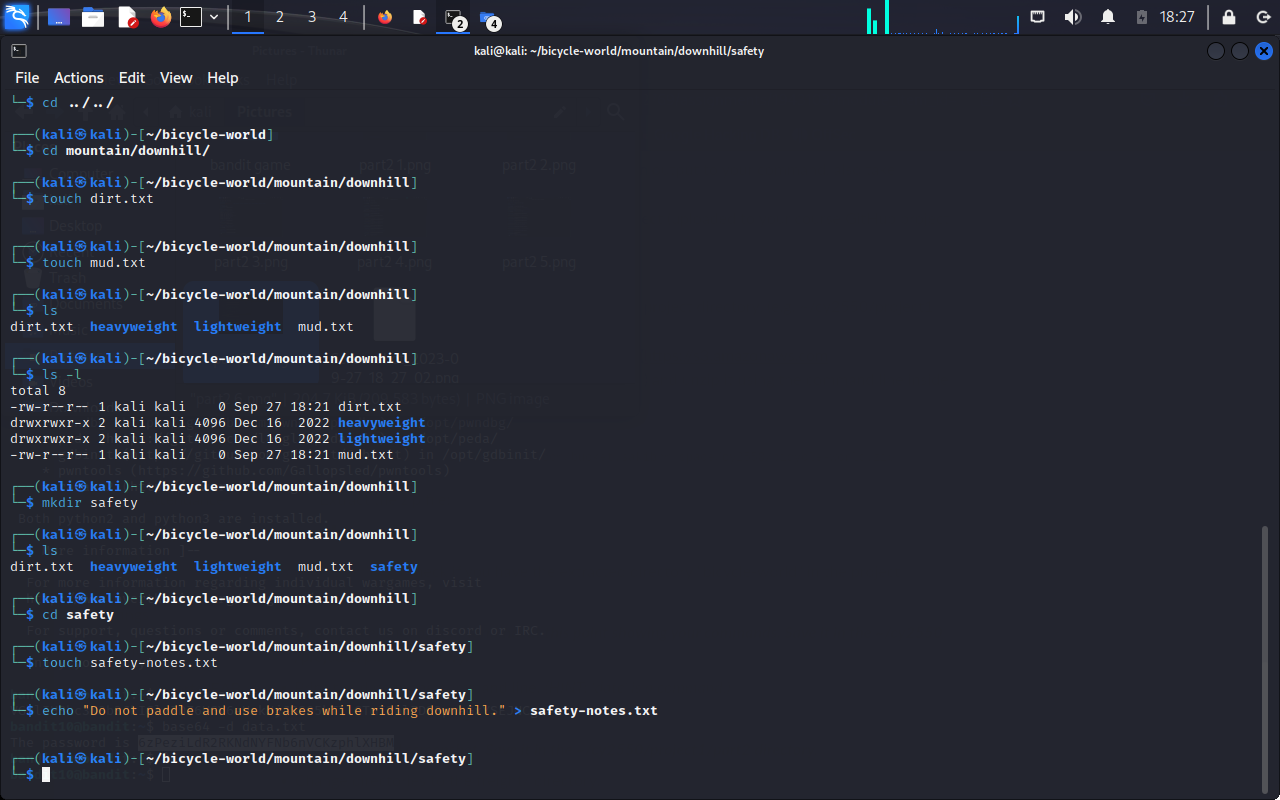 1 2 3 4 2 4 18:27
kali@kali: ~/bicycle-world/mountain/downhill/safety
File Actions Edit View Help
└─$ cd ../../
┌──(kali㉿kali)-[~/bicycle-world]
└─$ cd mountain/downhill/
┌──(kali㉿kali)-[~/bicycle-world/mountain/downhill]
└─$ touch dirt.txt
┌──(kali㉿kali)-[~/bicycle-world/mountain/downhill]
└─$ touch mud.txt
┌──(kali㉿kali)-[~/bicycle-world/mountain/downhill]
└─$ ls
dirt.txt heavyweight lightweight mud.txt
┌──(kali㉿kali)-[~/bicycle-world/mountain/downhill]
└─$ ls -l
total 8
-rw-r--r-- 1 kali kali 0 Sep 27 18:21 dirt.txt
drwxrwxr-x 2 kali kali 4096 Dec 16 2022 heavyweight
drwxrwxr-x 2 kali kali 4096 Dec 16 2022 lightweight
-rw-r--r-- 1 kali kali 0 Sep 27 18:21 mud.txt
┌──(kali㉿kali)-[~/bicycle-world/mountain/downhill]
└─$ mkdir safety
┌──(kali㉿kali)-[~/bicycle-world/mountain/downhill]
└─$ ls
dirt.txt heavyweight lightweight mud.txt safety
┌──(kali㉿kali)-[~/bicycle-world/mountain/downhill]
└─$ cd safety
┌──(kali㉿kali)-[~/bicycle-world/mountain/downhill/safety]
└─$ touch safety-notes.txt
┌──(kali㉿kali)-[~/bicycle-world/mountain/downhill/safety]
└─$ echo "Do not paddle and use brakes while riding downhill." > safety-notes.txt
┌──(kali㉿kali)-[~/bicycle-world/mountain/downhill/safety]
└─$